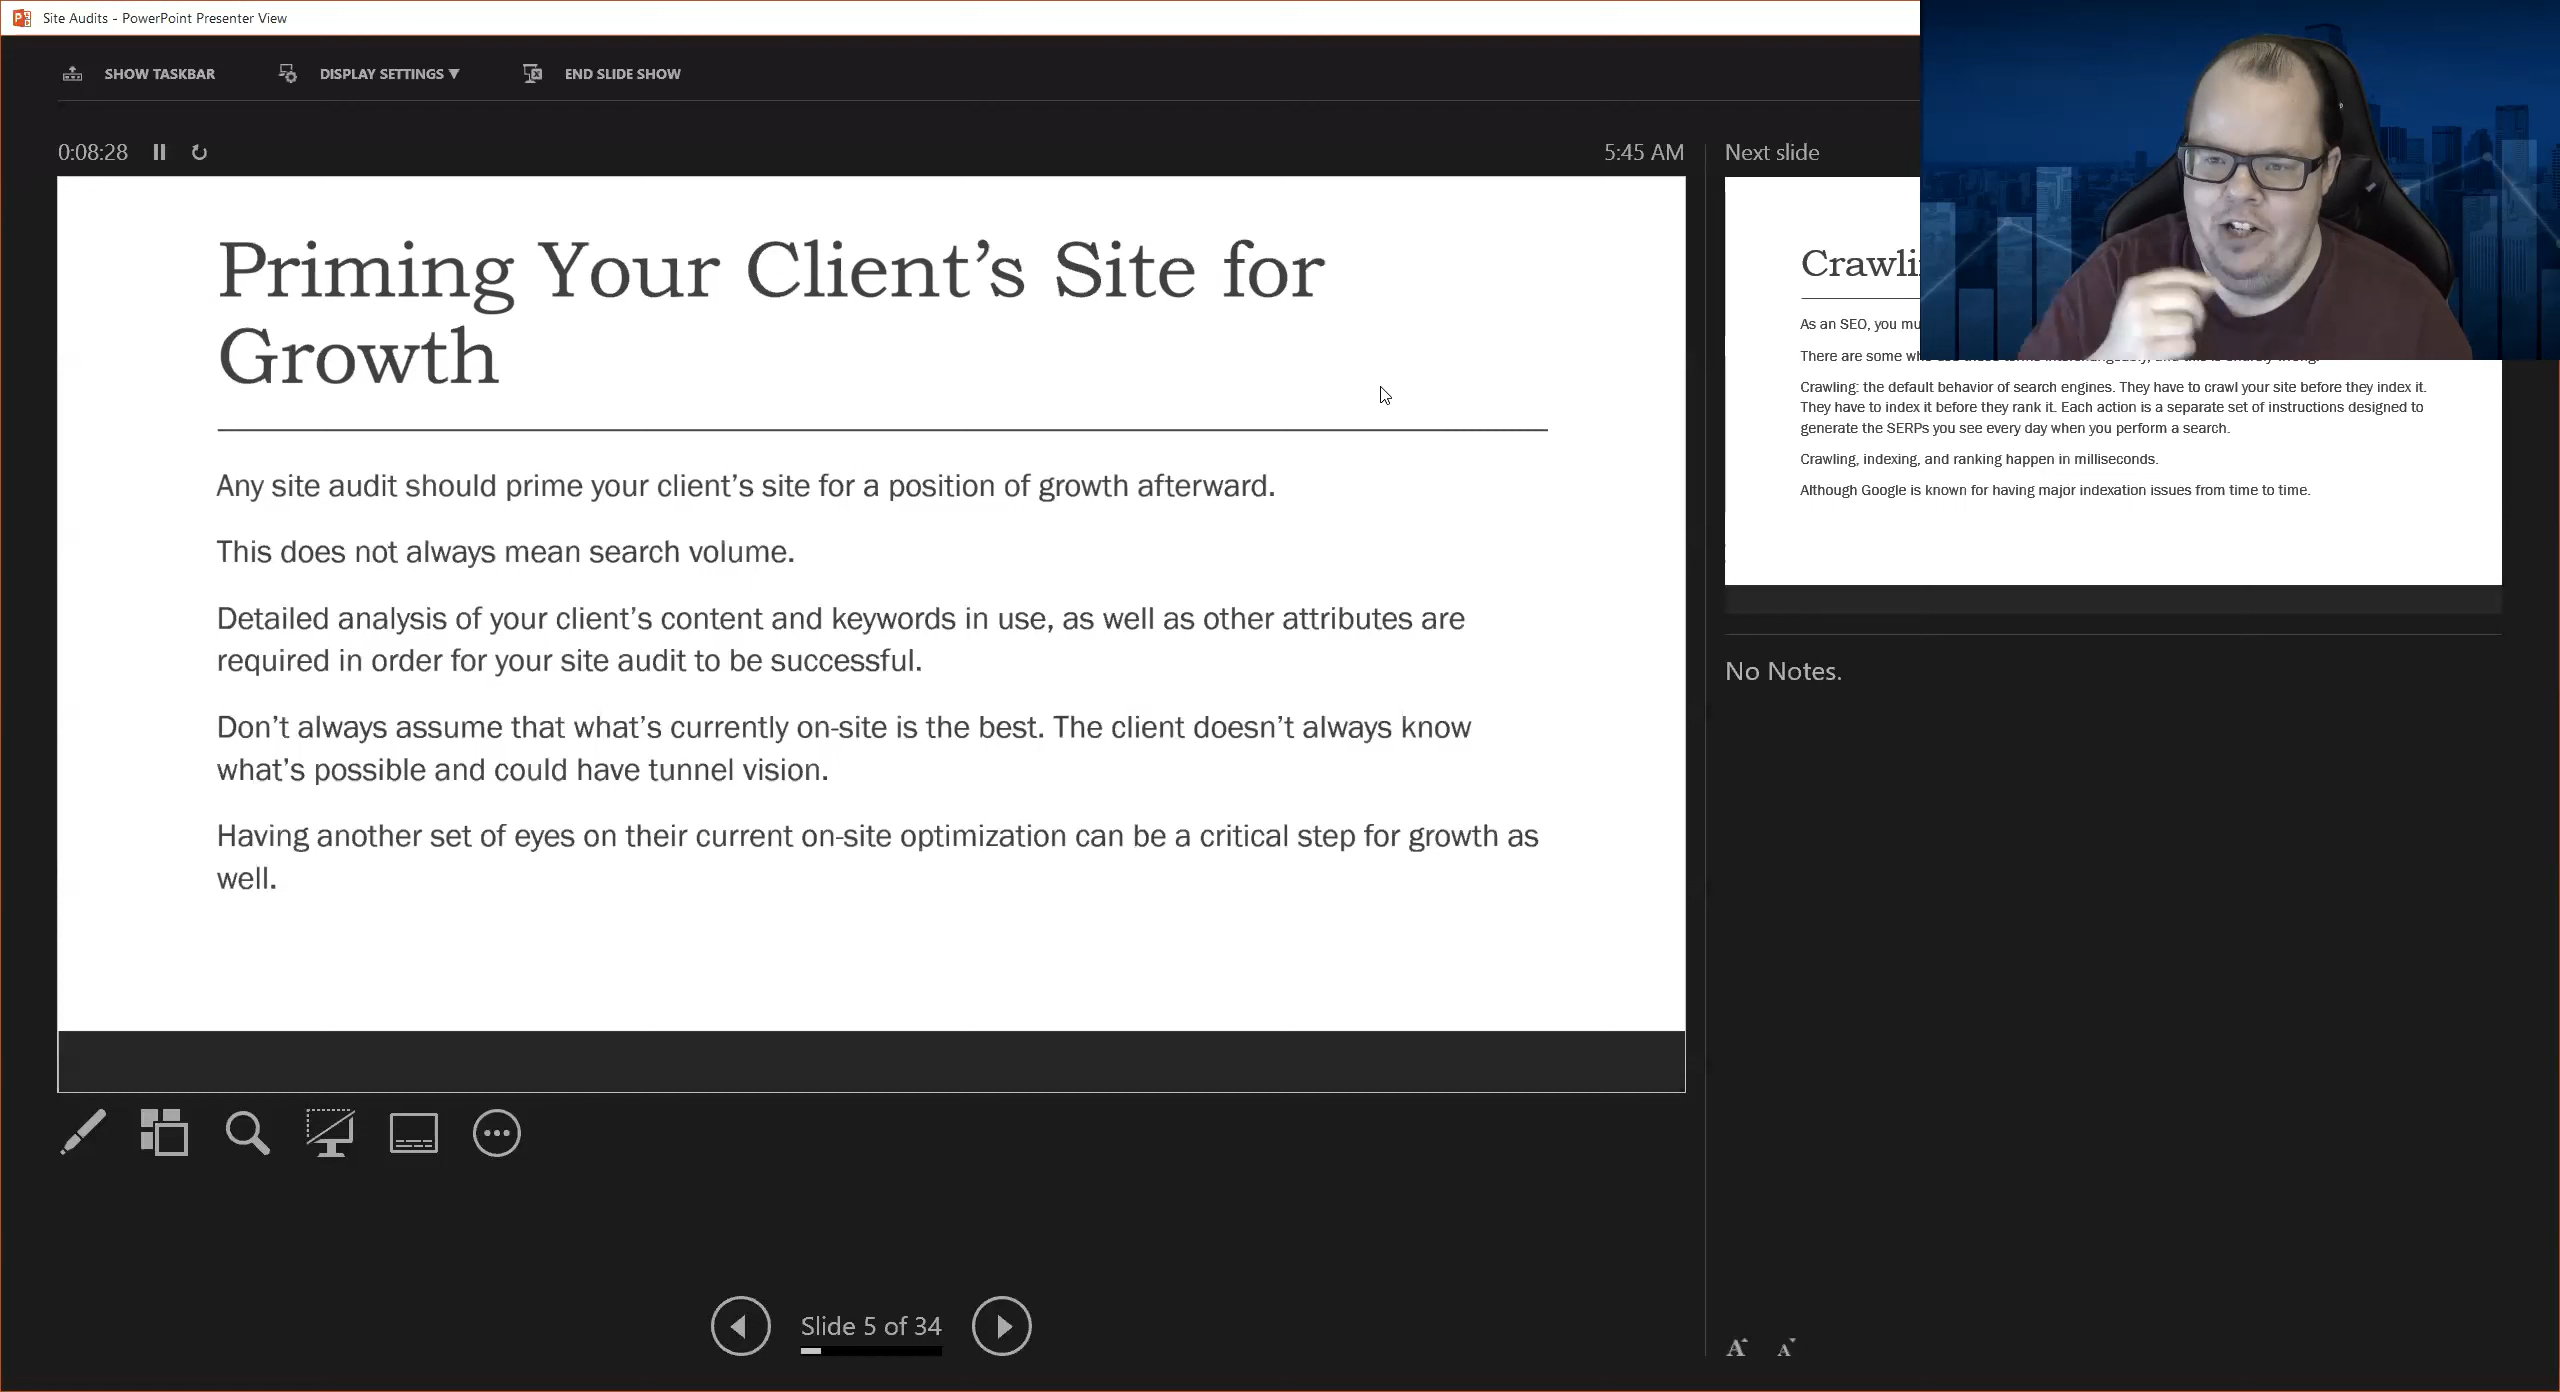 Site Audits - PowerPoint Presenter View
SHOW TASKBAR
DISPLAY SETTINGS ▼
END SLIDE SHOW
0:08:28
5:45 AM
Priming Your Client’s Site for
Growth
Any site audit should prime your client’s site for a position of growth afterward.
This does not always mean search volume.
Detailed analysis of your client’s content and keywords in use, as well as other attributes are
required in order for your site audit to be successful.
Don’t always assume that what’s currently on-site is the best. The client doesn’t always know
what’s possible and could have tunnel vision.
Having another set of eyes on their current on-site optimization can be a critical step for growth as
well.
Slide 5 of 34
Next slide
As an SEO, you
There are some
Crawling: the default behavior of search engines. They have to crawl your site before they index it.
They have to index it before they rank it. Each action is a separate set of instructions designed to
generate the SERPs you see every day when you perform a search.
Crawling, indexing, and ranking happen in milliseconds.
Although Google is known for having major indexation issues from time to time.
No Notes.
A
A